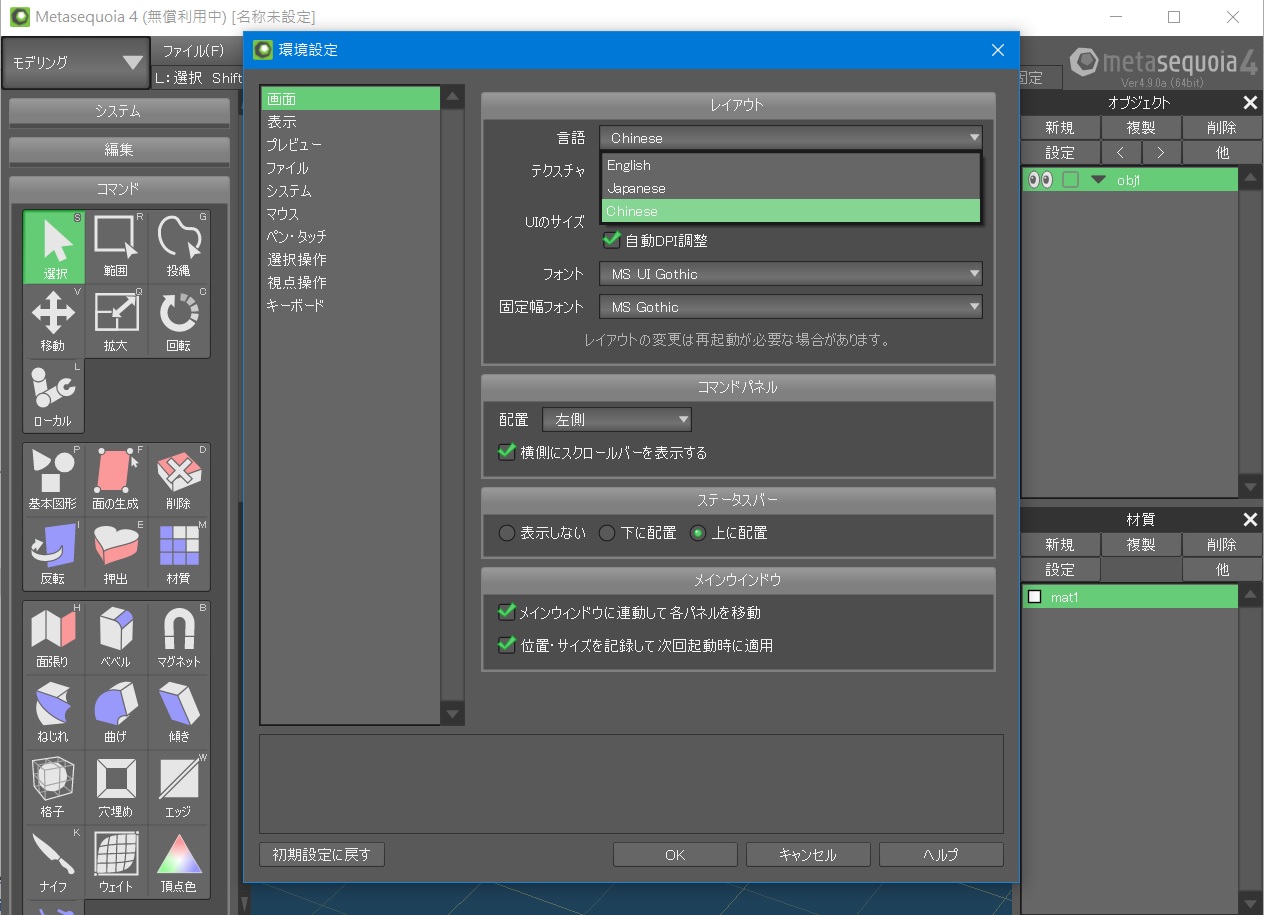 Metasequoia 4 (無償利用中) [名称未設定]
モデリング
ファイル(F)
L: 選択 Shift
固定
metasequoia 4
Ver4.9.0a (64bit)
システム
編集
コマンド
選択 S
範囲 R
投縄 G
移動 V
拡大 Q
回転 C
ローカル L
基本図形 P
面の生成 F
削除 D
反転 I
押出 E
材質 M
面張り H
ベベル
マグネット B
ねじれ
曲げ
傾き
格子
穴埋め
エッジ W
ナイフ K
ウェイト
頂点色
環境設定
画面
表示
プレビュー
ファイル
システム
マウス
ペン・タッチ
選択操作
視点操作
キーボード
レイアウト
言語 Chinese
English
Japanese
Chinese
テクスチャ
UIのサイズ
自動DPI調整
フォント MS UI Gothic
固定幅フォント MS Gothic
レイアウトの変更は再起動が必要な場合があります。
コマンドパネル
配置 左側
横側にスクロールバーを表示する
ステータスバー
表示しない 下に配置 上に配置
メインウインドウ
メインウィンドウに連動して各パネルを移動
位置・サイズを記録して次回起動時に適用
初期設定に戻す
OK
キャンセル
ヘルプ
オブジェクト
新規 複製 削除
設定 < > 他
obj1
材質
新規 複製 削除
設定 他
mat1